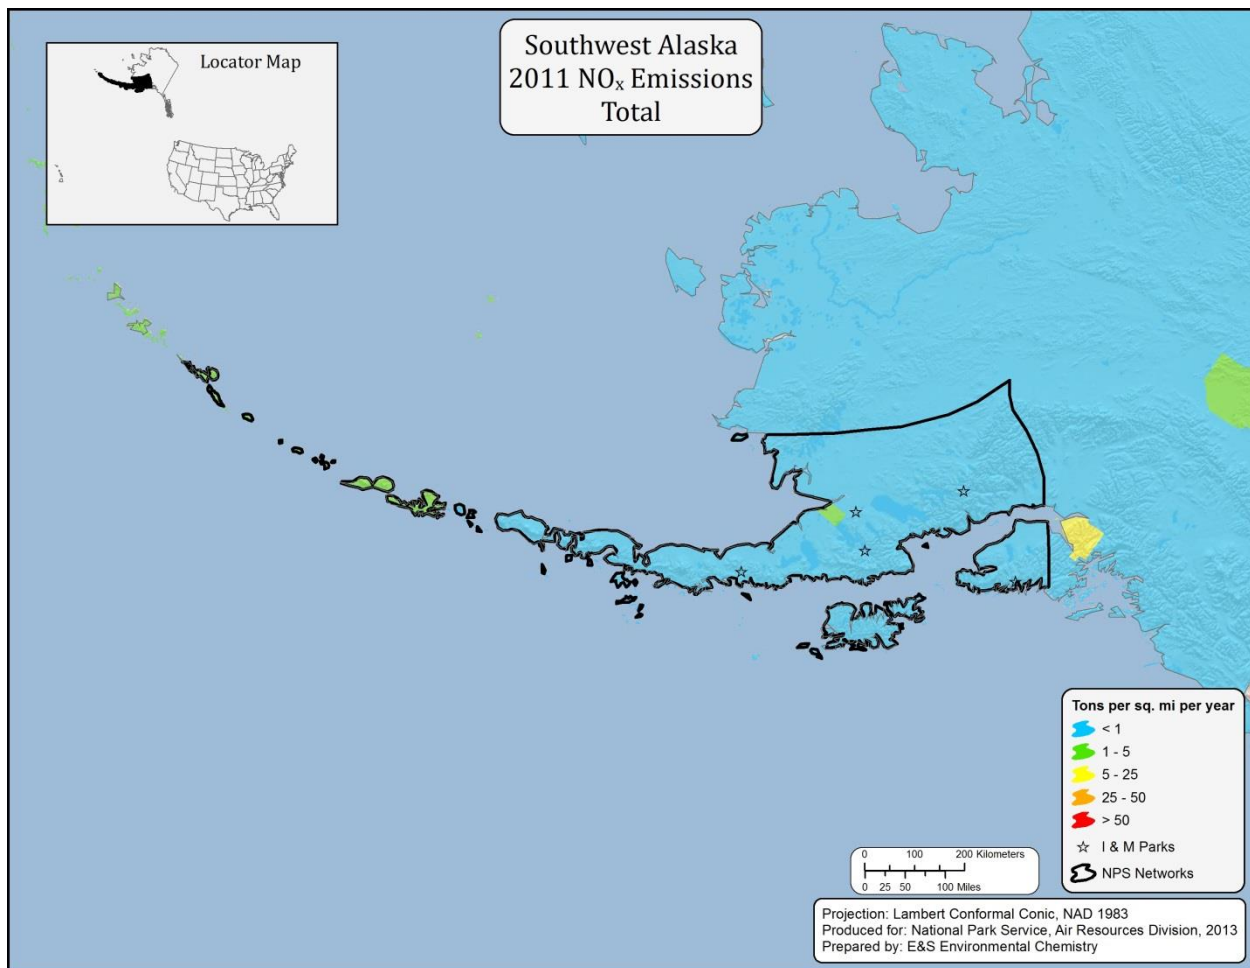 Locator Map
Southwest Alaska
2011 NOₓ Emissions
Total
Tons per sq. mi per year
< 1
1 - 5
5 - 25
25 - 50
> 50
I & M Parks
NPS Networks
0 100 200 Kilometers
0 25 50 100 Miles
Projection: Lambert Conformal Conic, NAD 1983
Produced for: National Park Service, Air Resources Division, 2013
Prepared by: E&S Environmental Chemistry